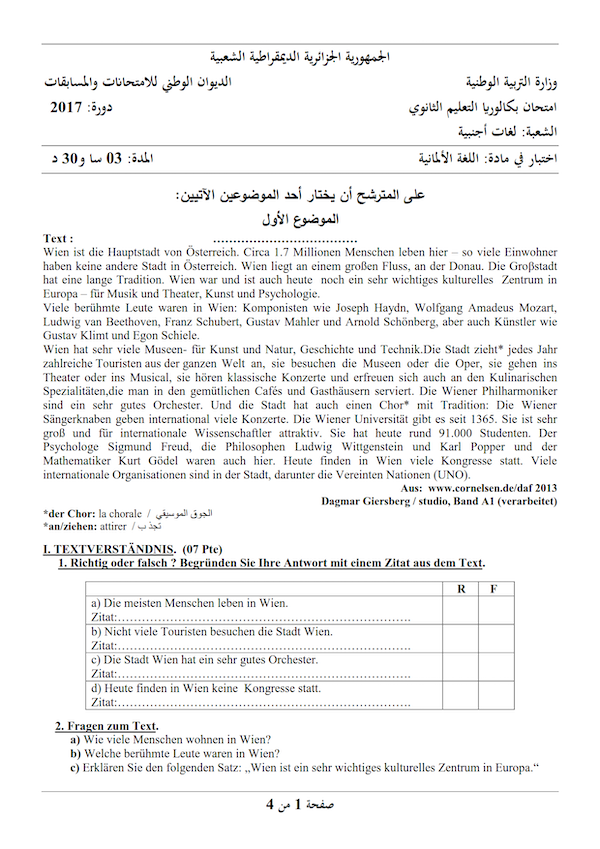 الجمهورية الجزائرية الديمقراطية الشعبية
وزارة التربية الوطنية الديوان الوطني للامتحانات والمسابقات
امتحان بكالوريا التعليم الثانوي دورة: 2017
الشعبة: لغات أجنبية
اختبار في مادة: اللغة الألمانية المدة: 03 سا و30 د
على المترشح أن يختار أحد الموضوعين الآتيين:
الموضوع الأول
Text : ………………………………
Wien ist die Hauptstadt von Österreich. Circa 1.7 Millionen Menschen leben hier – so viele Einwohner
haben keine andere Stadt in Österreich. Wien liegt an einem großen Fluss, an der Donau. Die Großstadt
hat eine lange Tradition. Wien war und ist auch heute noch ein sehr wichtiges kulturelles Zentrum in
Europa – für Musik und Theater, Kunst und Psychologie.
Viele berühmte Leute waren in Wien: Komponisten wie Joseph Haydn, Wolfgang Amadeus Mozart,
Ludwig van Beethoven, Franz Schubert, Gustav Mahler und Arnold Schönberg, aber auch Künstler wie
Gustav Klimt und Egon Schiele.
Wien hat sehr viele Museen- für Kunst und Natur, Geschichte und Technik.Die Stadt zieht* jedes Jahr
zahlreiche Touristen aus der ganzen Welt an, sie besuchen die Museen oder die Oper, sie gehen ins
Theater oder ins Musical, sie hören klassische Konzerte und erfreuen sich auch an den Kulinarischen
Spezialitäten,die man in den gemütlichen Cafés und Gasthäusern serviert. Die Wiener Philharmoniker
sind ein sehr gutes Orchester. Und die Stadt hat auch einen Chor* mit Tradition: Die Wiener
Sängerknaben geben international viele Konzerte. Die Wiener Universität gibt es seit 1365. Sie ist sehr
groß und für internationale Wissenschaftler attraktiv. Sie hat heute rund 91.000 Studenten. Der
Psychologe Sigmund Freud, die Philosophen Ludwig Wittgenstein und Karl Popper und der
Mathematiker Kurt Gödel waren auch hier. Heute finden in Wien viele Kongresse statt. Viele
internationale Organisationen sind in der Stadt, darunter die Vereinten Nationen (UNO).
Aus: www.cornelsen.de/daf 2013
Dagmar Giersberg / studio, Band A1 (verarbeitet)
*der Chor: la chorale / الجوق الموسيقي
*an/ziehen: attirer / تجذ ب
I. TEXTVERSTÄNDNIS. (07 Pte)
1. Richtig oder falsch ? Begründen Sie Ihre Antwort mit einem Zitat aus dem Text.
R F
a) Die meisten Menschen leben in Wien.
Zitat:……………………………………………………………….
b) Nicht viele Touristen besuchen die Stadt Wien.
Zitat:……………………………………………………………….
c) Die Stadt Wien hat ein sehr gutes Orchester.
Zitat:……………………………………………………………….
d) Heute finden in Wien keine Kongresse statt.
Zitat:……………………………………………………………….
2. Fragen zum Text.
a) Wie viele Menschen wohnen in Wien?
b) Welche berühmte Leute waren in Wien?
c) Erklären Sie den folgenden Satz: „Wien ist ein sehr wichtiges kulturelles Zentrum in Europa.“
صفحة 1 من 4